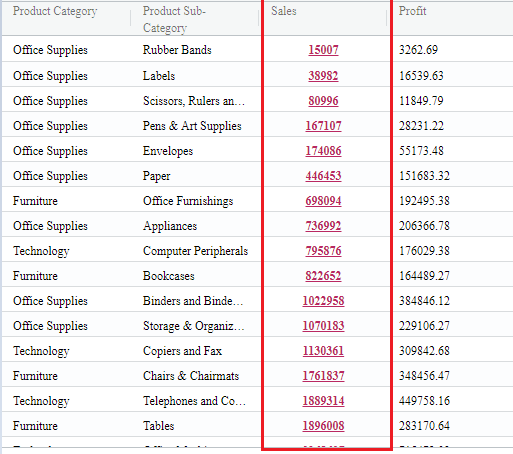 Product Category Product Sub-Category Sales Profit
Office Supplies Rubber Bands 15007 3262.69
Office Supplies Labels 38982 16539.63
Office Supplies Scissors, Rulers an... 80996 11849.79
Office Supplies Pens & Art Supplies 167107 28231.22
Office Supplies Envelopes 174086 55173.48
Office Supplies Paper 446453 151683.32
Furniture Office Furnishings 698094 192495.38
Office Supplies Appliances 736992 206366.78
Technology Computer Peripherals 795876 176029.38
Furniture Bookcases 822652 164489.27
Office Supplies Binders and Binde... 1022958 384846.12
Office Supplies Storage & Organiz... 1070183 229106.27
Technology Copiers and Fax 1130361 309842.68
Furniture Chairs & Chairmats 1761837 348456.47
Technology Telephones and Co... 1889314 449758.16
Furniture Tables 1896008 283170.64